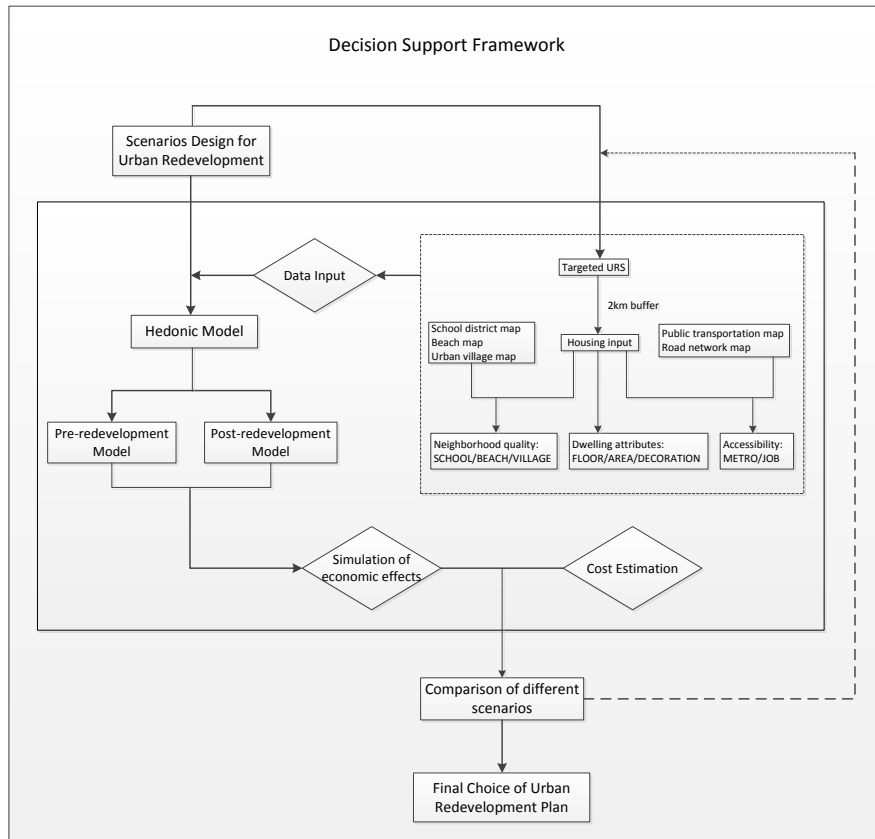 Decision Support Framework
Scenarios Design for
Urban Redevelopment
Data Input
Targeted URS
2km buffer
School district map
Beach map
Urban village map
Housing input
Public transportation map
Road network map
Hedonic Model
Pre-redevelopment
Model
Post-redevelopment
Model
Neighborhood quality:
SCHOOL/BEACH/VILLAGE
Dwelling attributes:
FLOOR/AREA/DECORATION
Accessibility:
METRO/JOB
Simulation of
economic effects
Cost Estimation
Comparison of different
scenarios
Final Choice of Urban
Redevelopment Plan